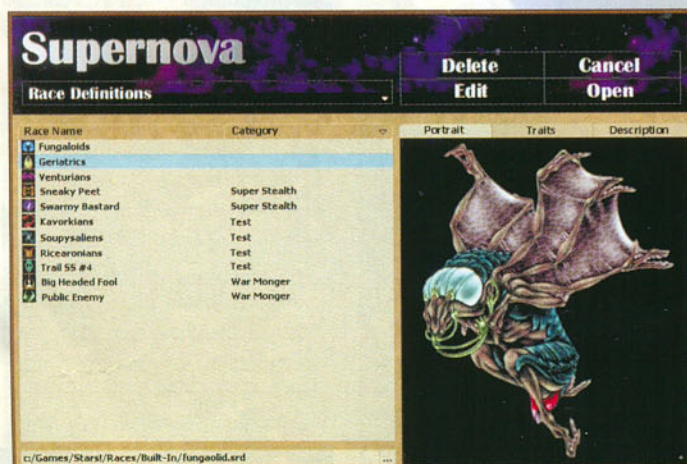 Supernova
Race Definitions
Delete Cancel
Edit Open
Race Name Category
Portrait Traits Description
Fungaloids
Geriatrics
Venturians
Sneaky Peet Super Stealth
Swarmy Bastard Super Stealth
Kavorkians Test
Soupysaliens Test
Ricearonians Test
Trail 55 #4 Test
Big Headed Fool War Monger
Public Enemy War Monger
c:/Games/Stars!/Races/Built-In/fungaolid.srd ...